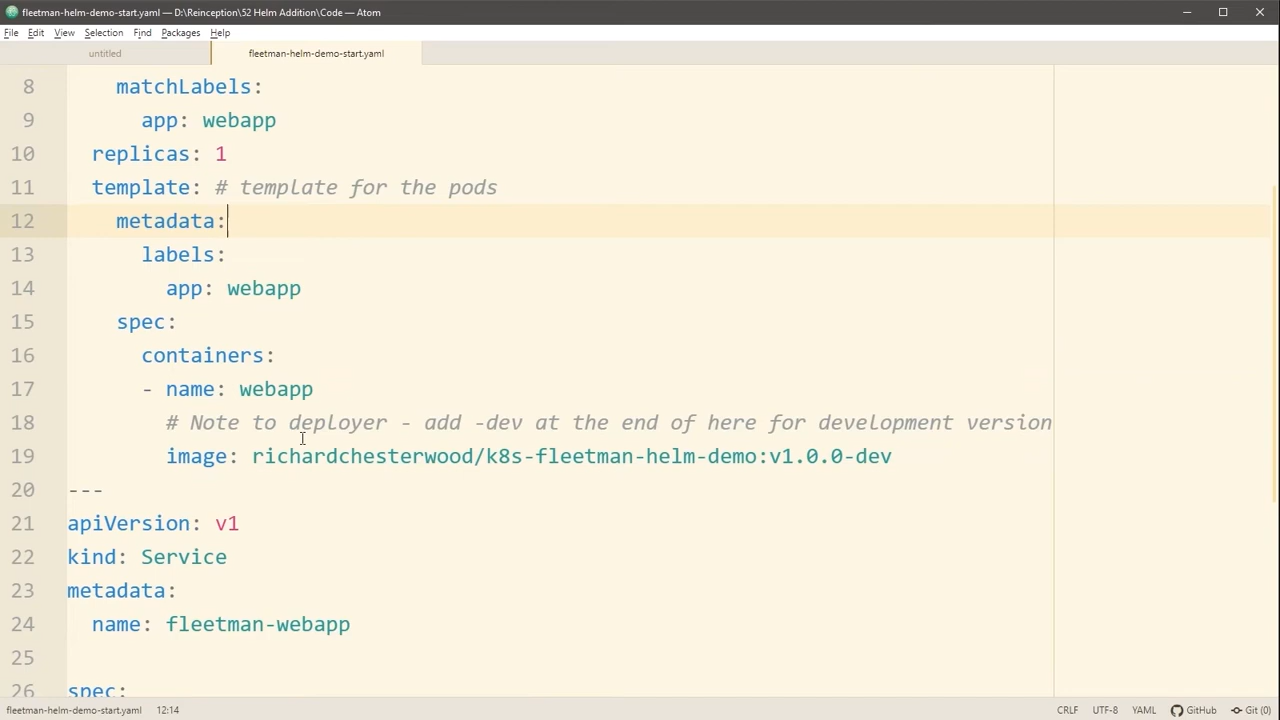 fleetman-helm-demo-start.yaml — D:\Reinception\52 Helm Addition\Code — Atom
File Edit View Selection Find Packages Help
untitled fleetman-helm-demo-start.yaml
8 matchLabels:
9 app: webapp
10 replicas: 1
11 template: # template for the pods
12 metadata:
13 labels:
14 app: webapp
15 spec:
16 containers:
17 - name: webapp
18 # Note to deployer - add -dev at the end of here for development version
19 image: richardchesterwood/k8s-fleetman-helm-demo:v1.0.0-dev
20 ---
21 apiVersion: v1
22 kind: Service
23 metadata:
24 name: fleetman-webapp
25
26 spec:
fleetman-helm-demo-start.yaml 12:14 CRLF UTF-8 YAML GitHub Git (0)